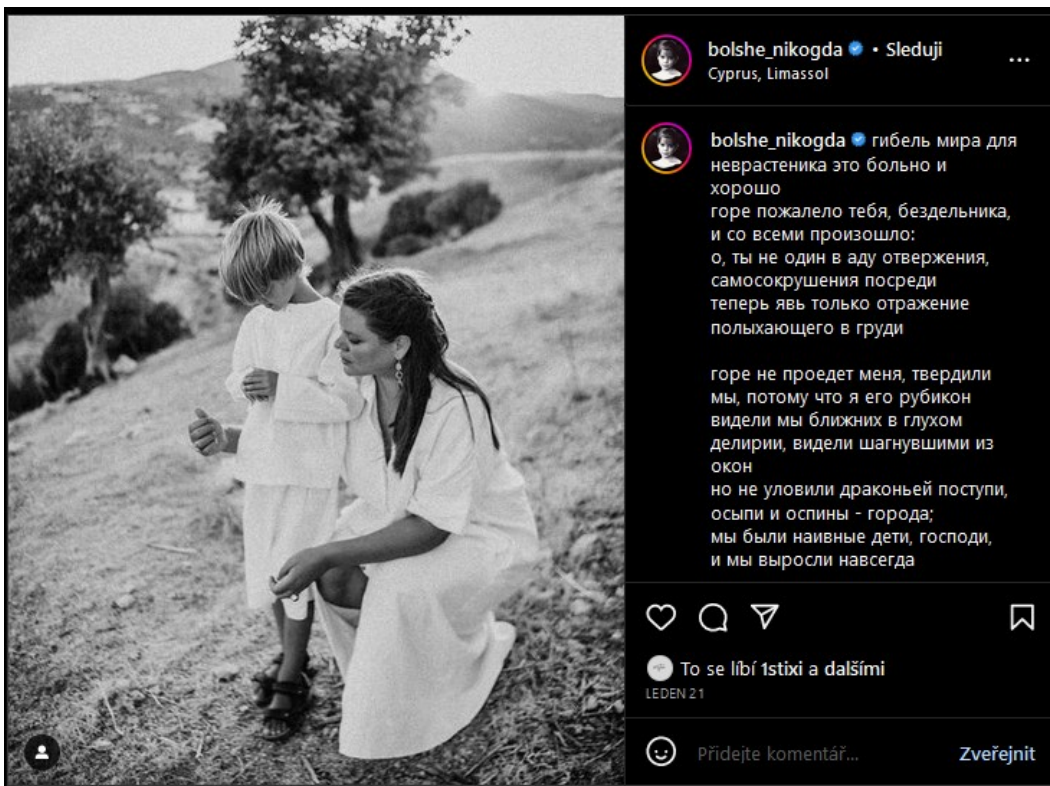 bolshe_nikogda • Sleduji
Cyprus, Limassol
bolshe_nikogda гибель мира для
неврастеника это больно и
хорошо
горе пожалело тебя, бездельника,
и со всеми произошло:
о, ты не один в аду отвержения,
самосокрушения посреди
теперь явь только отражение
полыхающего в груди
горе не проедет меня, твердили
мы, потому что я его рубикон
видели мы ближних в глухом
делирии, видели шагнувшими из
окон
но не уловили драконьей поступи,
осыпи и оспины - города;
мы были наивные дети, господи,
и мы выросли навсегда
To se líbí 1stixi a dalšími
LEDEN 21
Přidejte komentář...
Zveřejnit